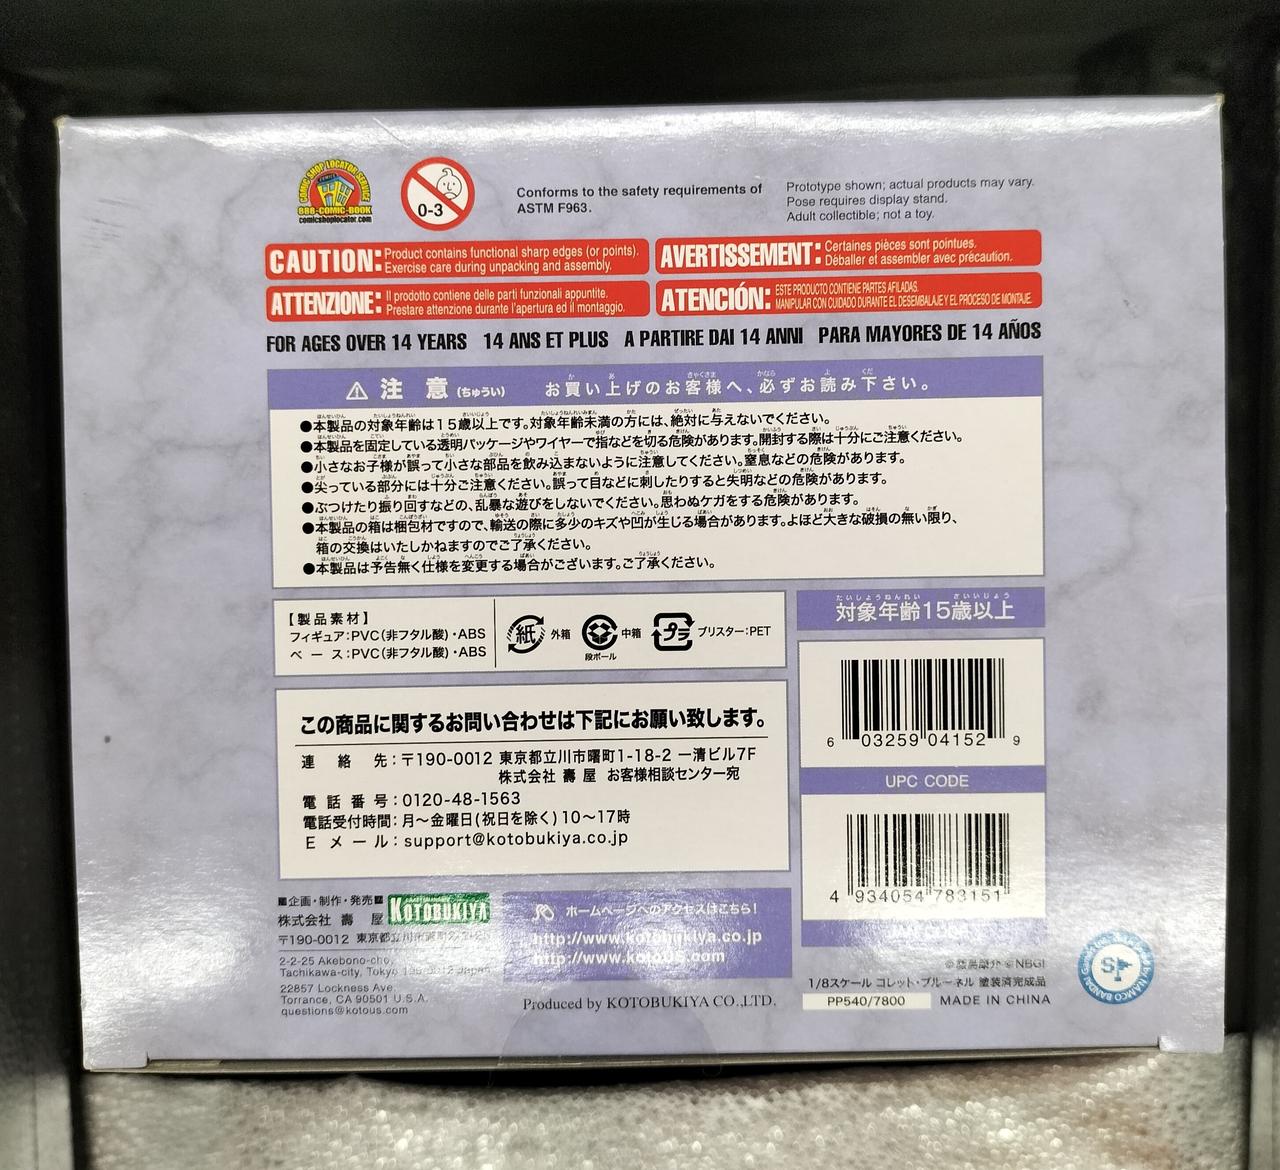 COMIC SHOP LOCATOR SERVICE
COMICS
888-COMIC-BOOK
comicshoplocator.com
0-3
Conforms to the safety requirements of
ASTM F963.
Prototype shown; actual products may vary.
Pose requires display stand.
Adult collectible; not a toy.
CAUTION: Product contains functional sharp edges (or points).
Exercise care during unpacking and assembly.
AVERTISSEMENT: Certaines pièces sont pointues.
Déballer et assembler avec précaution.
ATTENZIONE: Il prodotto contiene delle parti funzionali appuntite.
Prestare attenzione durante l'apertura ed il montaggio.
ATENCIÓN: ESTE PRODUCTO CONTIENE PARTES AFILADAS.
MANIPULAR CON CUIDADO DURANTE EL DESEMBALAJE Y EL PROCESO DE MONTAJE.
FOR AGES OVER 14 YEARS 14 ANS ET PLUS A PARTIRE DAI 14 ANNI PARA MAYORES DE 14 AÑOS
⚠ 注意(ちゅうい) お買い上げのお客様へ、必ずお読み下さい。
●本製品の対象年齢は15歳以上です。対象年齢未満の方には、絶対に与えないでください。
●本製品を固定している透明パッケージやワイヤーで指などを切る危険があります。開封する際は十分にご注意ください。
●小さなお子様が誤って小さな部品を飲み込まないように注意してください。窒息などの危険があります。
●尖っている部分には十分ご注意ください。誤って目などに刺したりすると失明などの危険があります。
●ぶつけたり振り回すなどの、乱暴な遊びをしないでください。思わぬケガをする危険があります。
●本製品の箱は梱包材ですので、輸送の際に多少のキズや凹が生じる場合があります。よほど大きな破損の無い限り、
箱の交換はいたしかねますのでご了承ください。
●本製品は予告無く仕様を変更する場合がございます。ご了承ください。
【製品素材】
フィギュア:PVC(非フタル酸)・ABS
ベース:PVC(非フタル酸)・ABS
紙 外箱
段ボール 中箱
プラ ブリスター:PET
たいしょうねんれい さいいじょう
対象年齢15歳以上
6 03259 04152 9
UPC CODE
4 934054 783151
JAN CODE
この商品に関するお問い合わせは下記にお願い致します。
連絡先:〒190-0012 東京都立川市曙町1-18-2 一清ビル7F
株式会社 壽屋 お客様相談センター宛
電話番号:0120-48-1563
電話受付時間:月〜金曜日(祝日を除く)10〜17時
Eメール:support@kotobukiya.co.jp
■企画・制作・発売■
株式会社 壽屋 KOTOBUKIYA
〒190-0012 東京都立川市
2-2-25 Akebono-cho,
Tachikawa-city, Tokyo 190-0012 Japan
22857 Lockness Ave.
Torrance, CA 90501 U.S.A.
questions@kotous.com
ホームページへのアクセスはこちら!
http://www.kotobukiya.co.jp
http://www.kotous.com
Produced by KOTOBUKIYA CO.,LTD.
©NBGI
1/8スケール コレット・ブルーネル 塗装済完成品
PP540/7800 MADE IN CHINA
by NAMCO BANDAI